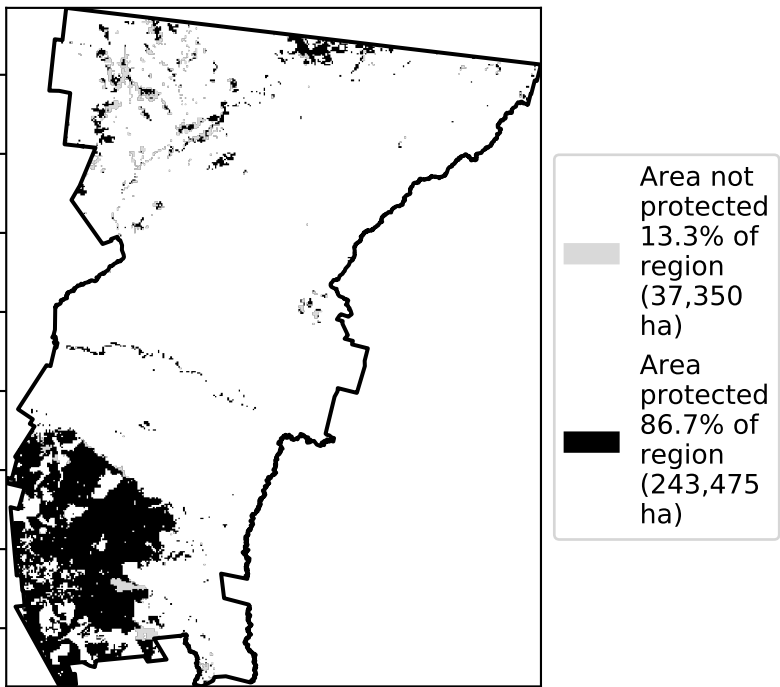 Area not
protected
13.3% of
region
(37,350
ha)
Area
protected
86.7% of
region
(243,475
ha)